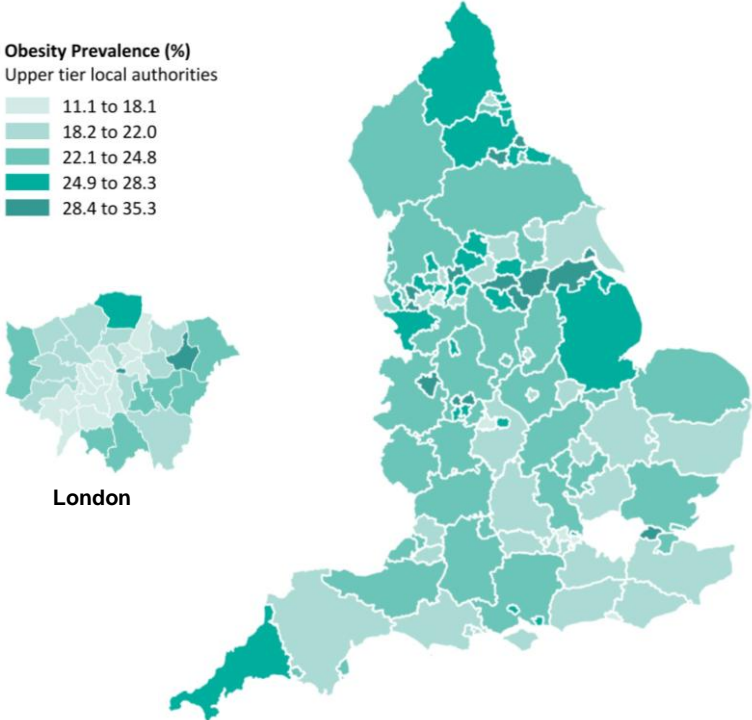 Obesity Prevalence (%)
Upper tier local authorities
11.1 to 18.1
18.2 to 22.0
22.1 to 24.8
24.9 to 28.3
28.4 to 35.3
London